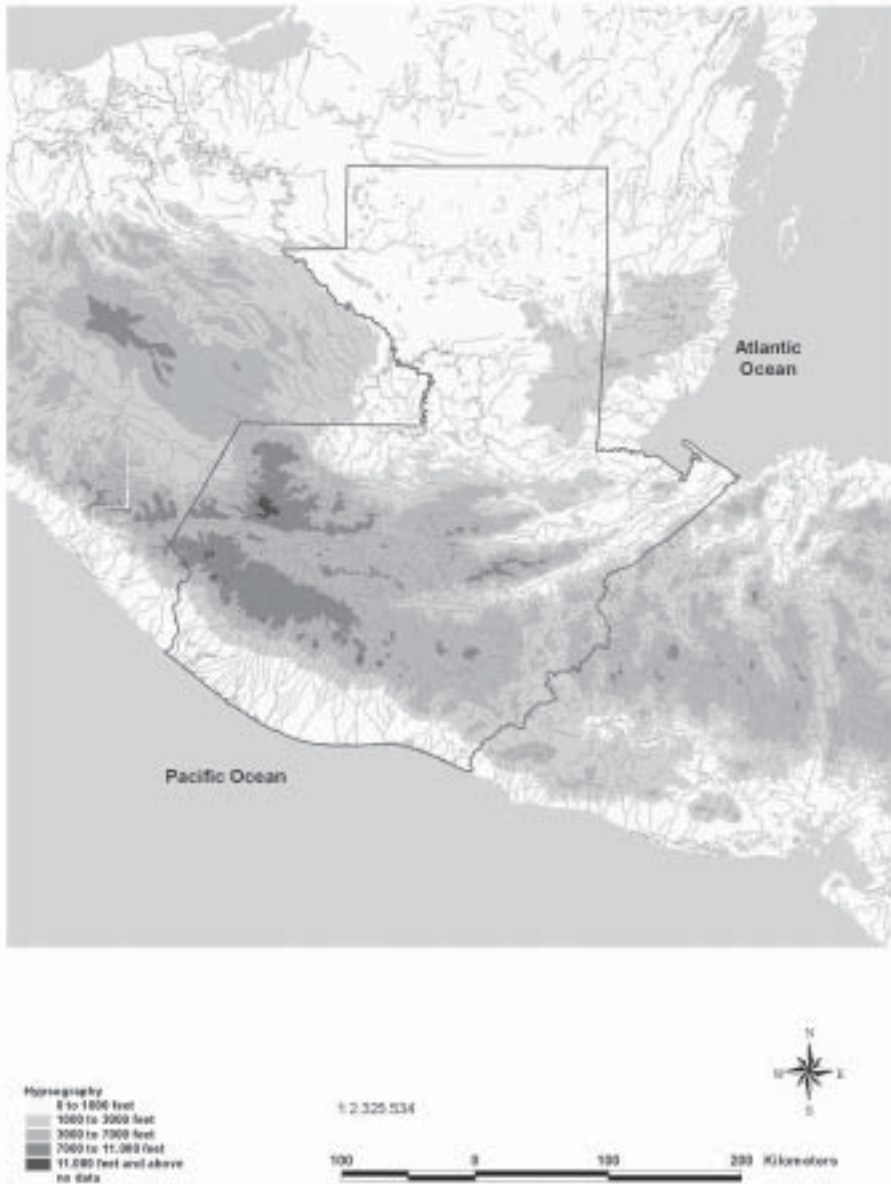 Atlantic
Ocean
Pacific Ocean
N
W
E
S
Hypsography
0 to 1000 feet
1000 to 3000 feet
3000 to 7000 feet
7000 to 11.000 feet
11.000 feet and above
no data
1:2.325.534
100 0 100 200 Kilometers